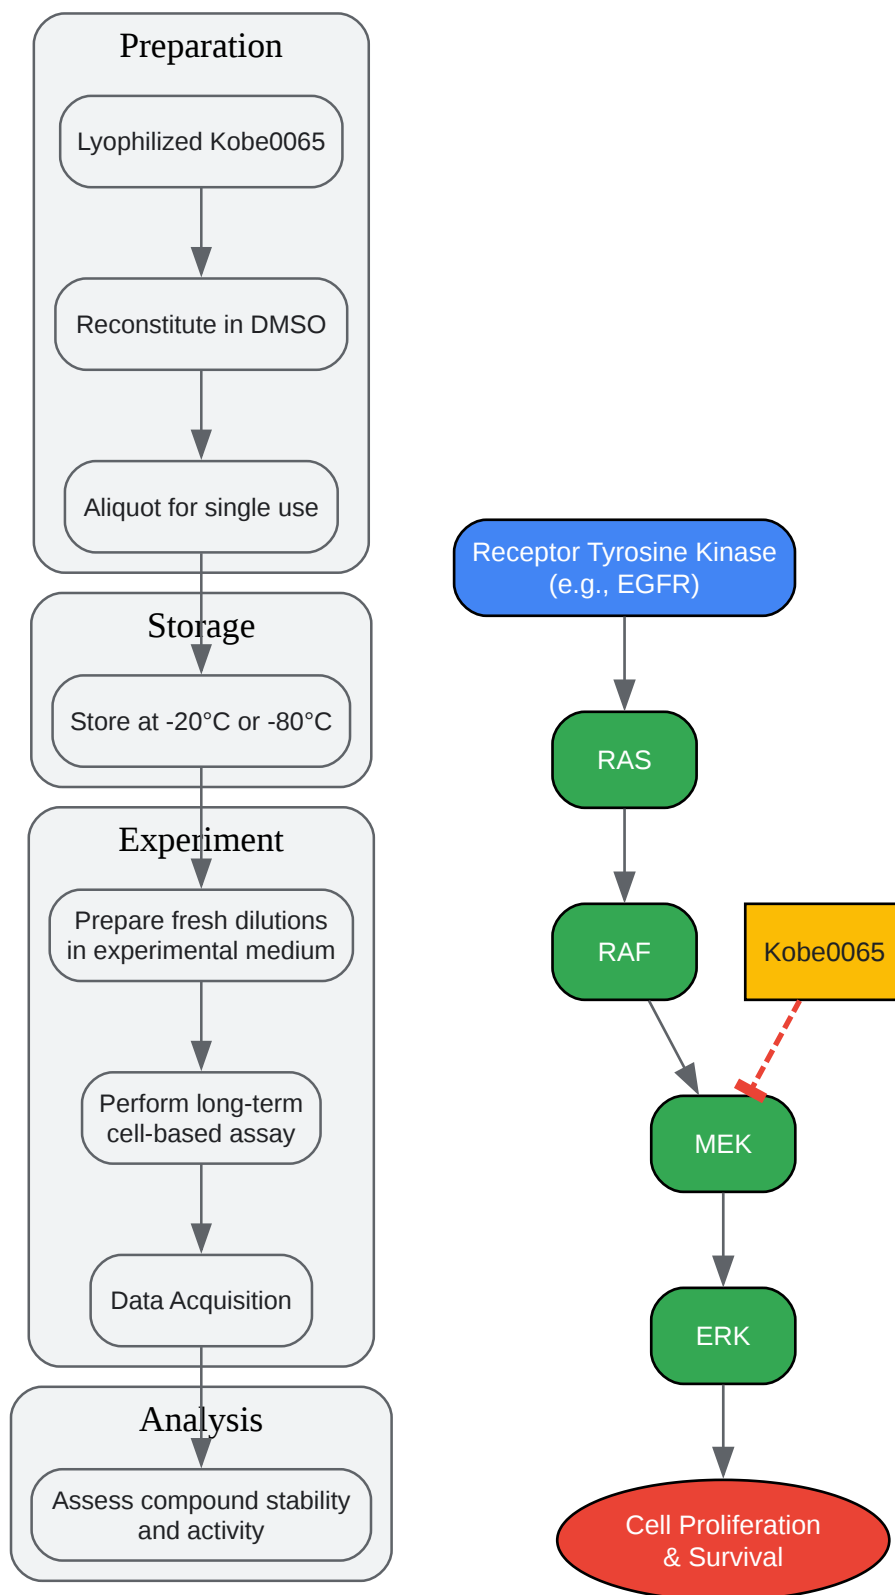 Preparation
Lyophilized Kobe0065
Reconstitute in DMSO
Aliquot for single use
Storage
Store at -20°C or -80°C
Experiment
Prepare fresh dilutions
in experimental medium
Perform long-term
cell-based assay
Data Acquisition
Analysis
Assess compound stability
and activity
Receptor Tyrosine Kinase
(e.g., EGFR)
RAS
RAF
Kobe0065
MEK
ERK
Cell Proliferation
& Survival